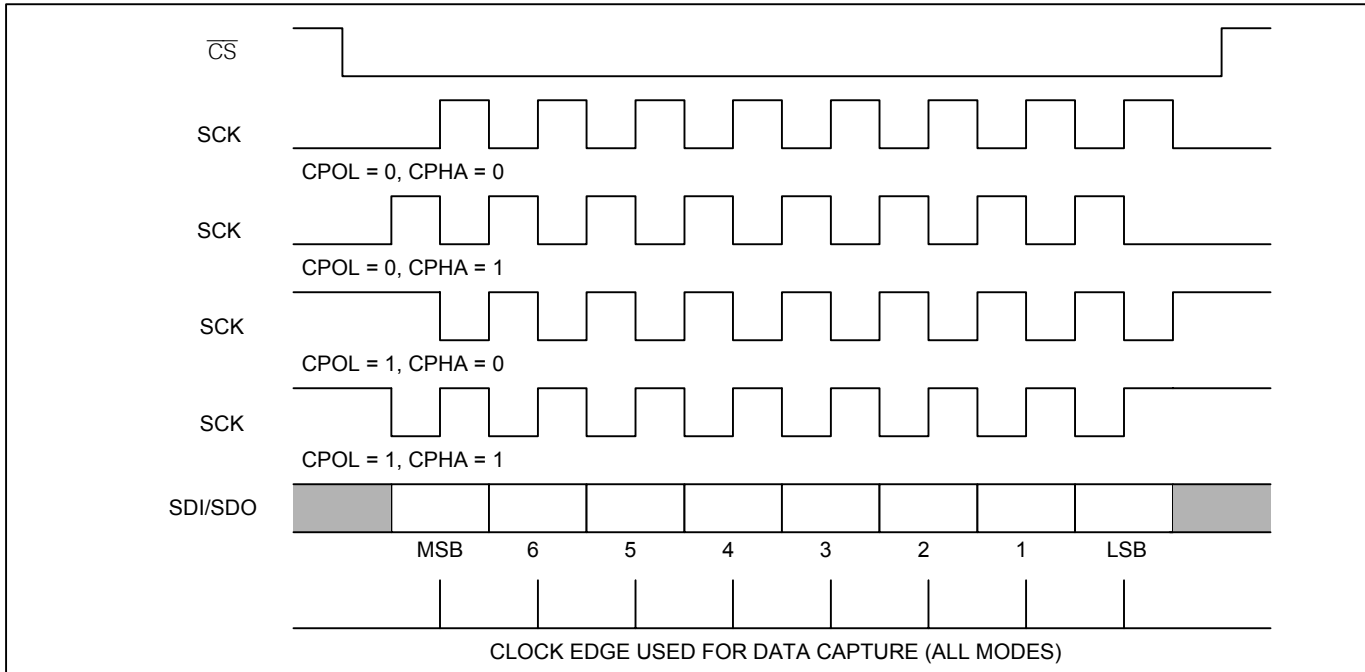 C̅S̅
SCK
CPOL = 0, CPHA = 0
SCK
CPOL = 0, CPHA = 1
SCK
CPOL = 1, CPHA = 0
SCK
CPOL = 1, CPHA = 1
SDI/SDO
MSB 6 5 4 3 2 1 LSB
CLOCK EDGE USED FOR DATA CAPTURE (ALL MODES)